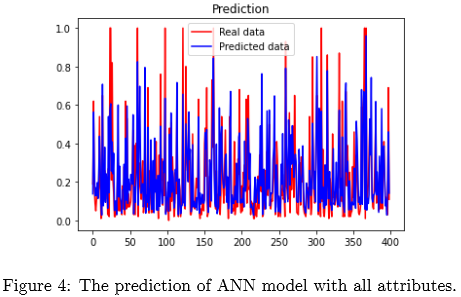 Prediction
Real data
Predicted data
1.0
0.8
0.6
0.4
0.2
0.0
0 50 100 150 200 250 300 350 400
Figure 4: The prediction of ANN model with all attributes.